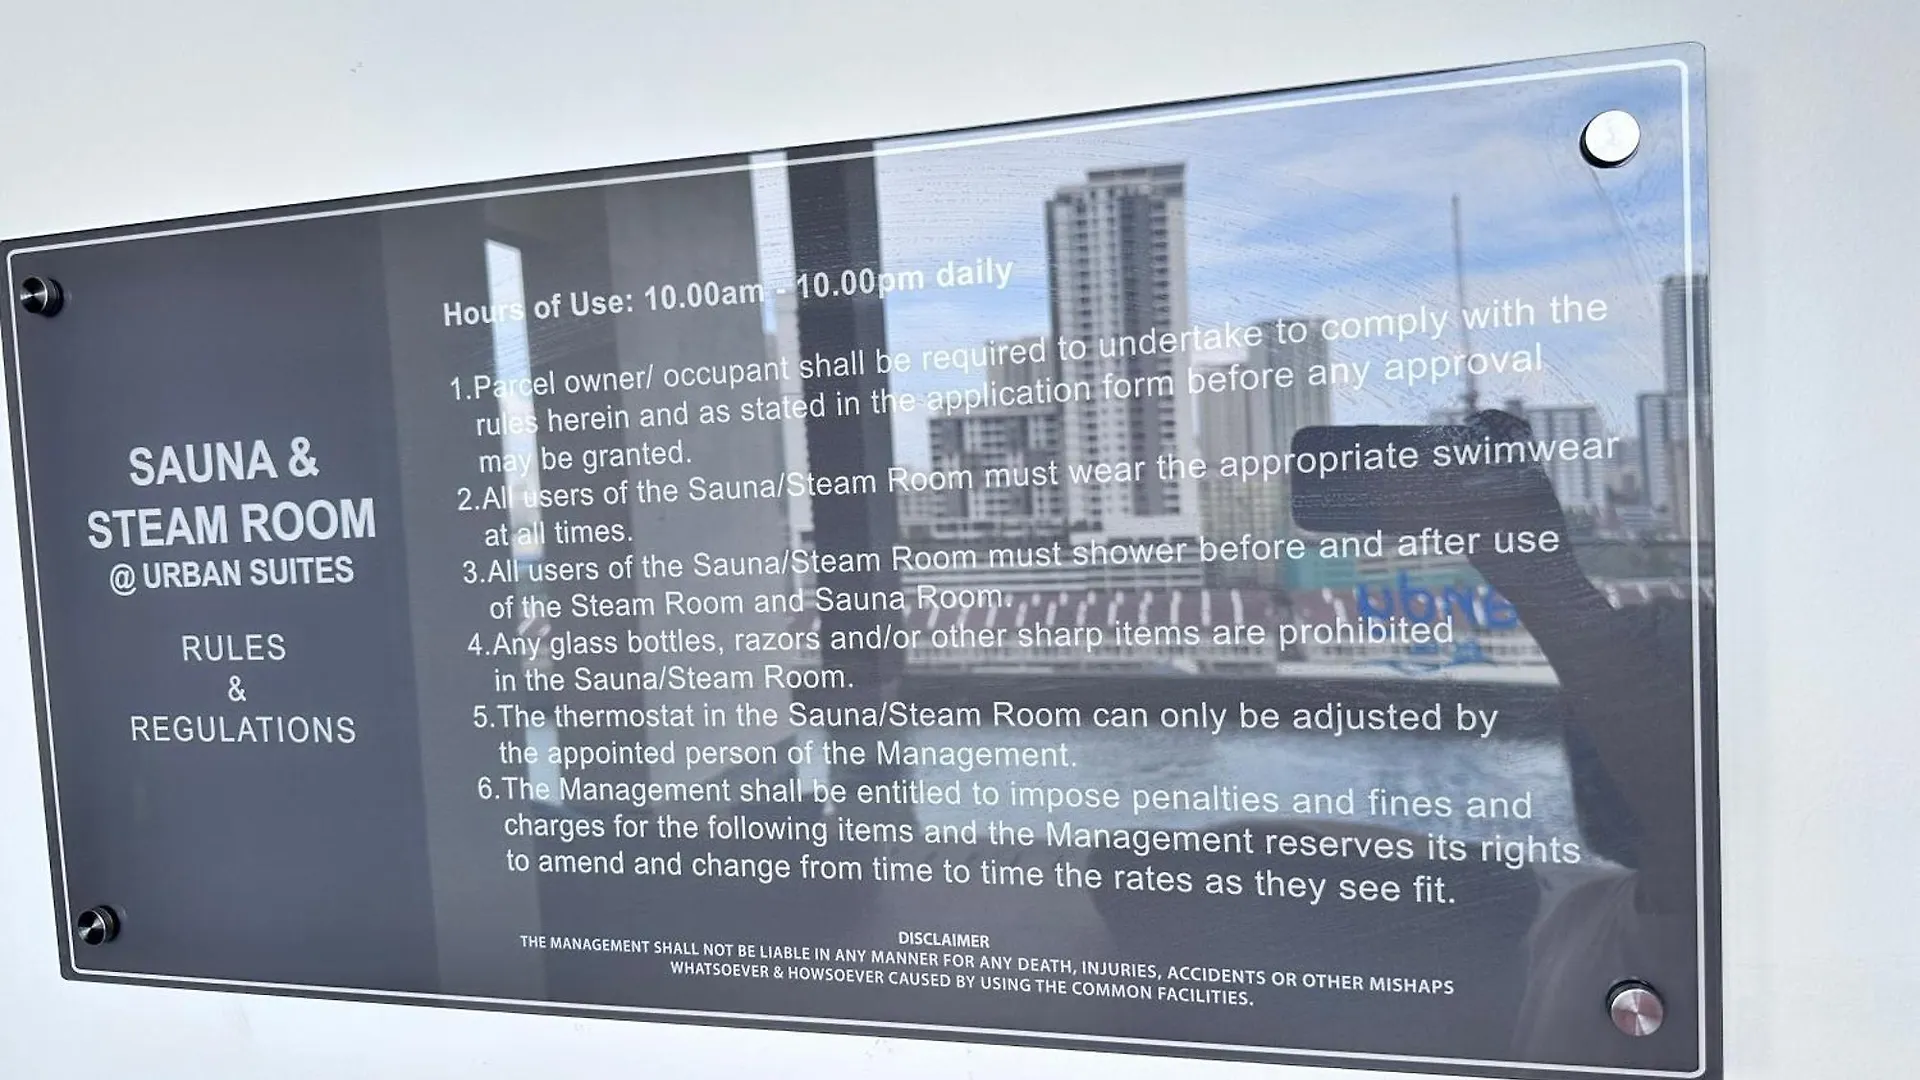 SAUNA &
STEAM ROOM
@ URBAN SUITES
RULES
&
REGULATIONS
Hours of Use: 10.00am - 10.00pm daily
1.Parcel owner/ occupant shall be required to undertake to comply with the
rules herein and as stated in the application form before any approval
may be granted.
2.All users of the Sauna/Steam Room must wear the appropriate swimwear
at all times.
3.All users of the Sauna/Steam Room must shower before and after use
of the Steam Room and Sauna Room.
4.Any glass bottles, razors and/or other sharp items are prohibited
in the Sauna/Steam Room.
5.The thermostat in the Sauna/Steam Room can only be adjusted by
the appointed person of the Management.
6.The Management shall be entitled to impose penalties and fines and
charges for the following items and the Management reserves its rights
to amend and change from time to time the rates as they see fit.
DISCLAIMER
THE MANAGEMENT SHALL NOT BE LIABLE IN ANY MANNER FOR ANY DEATH, INJURIES, ACCIDENTS OR OTHER MISHAPS
WHATSOEVER & HOWSOEVER CAUSED BY USING THE COMMON FACILITIES.